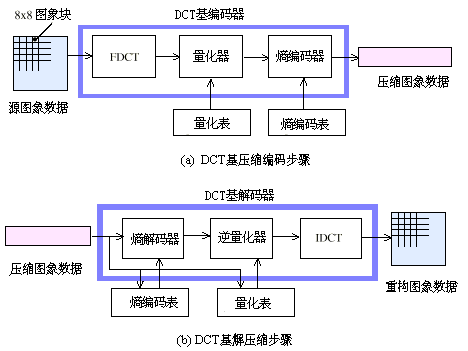 DCT基编码器
8x8 图象块
FDCT
量化器
熵编码器
源图象数据
压缩图象数据
量化表
熵编码表
(a) DCT基压缩编码步骤
DCT基解码器
熵解码器
逆量化器
IDCT
压缩图象数据
重构图象数据
熵编码表
量化表
(b) DCT基解压缩步骤